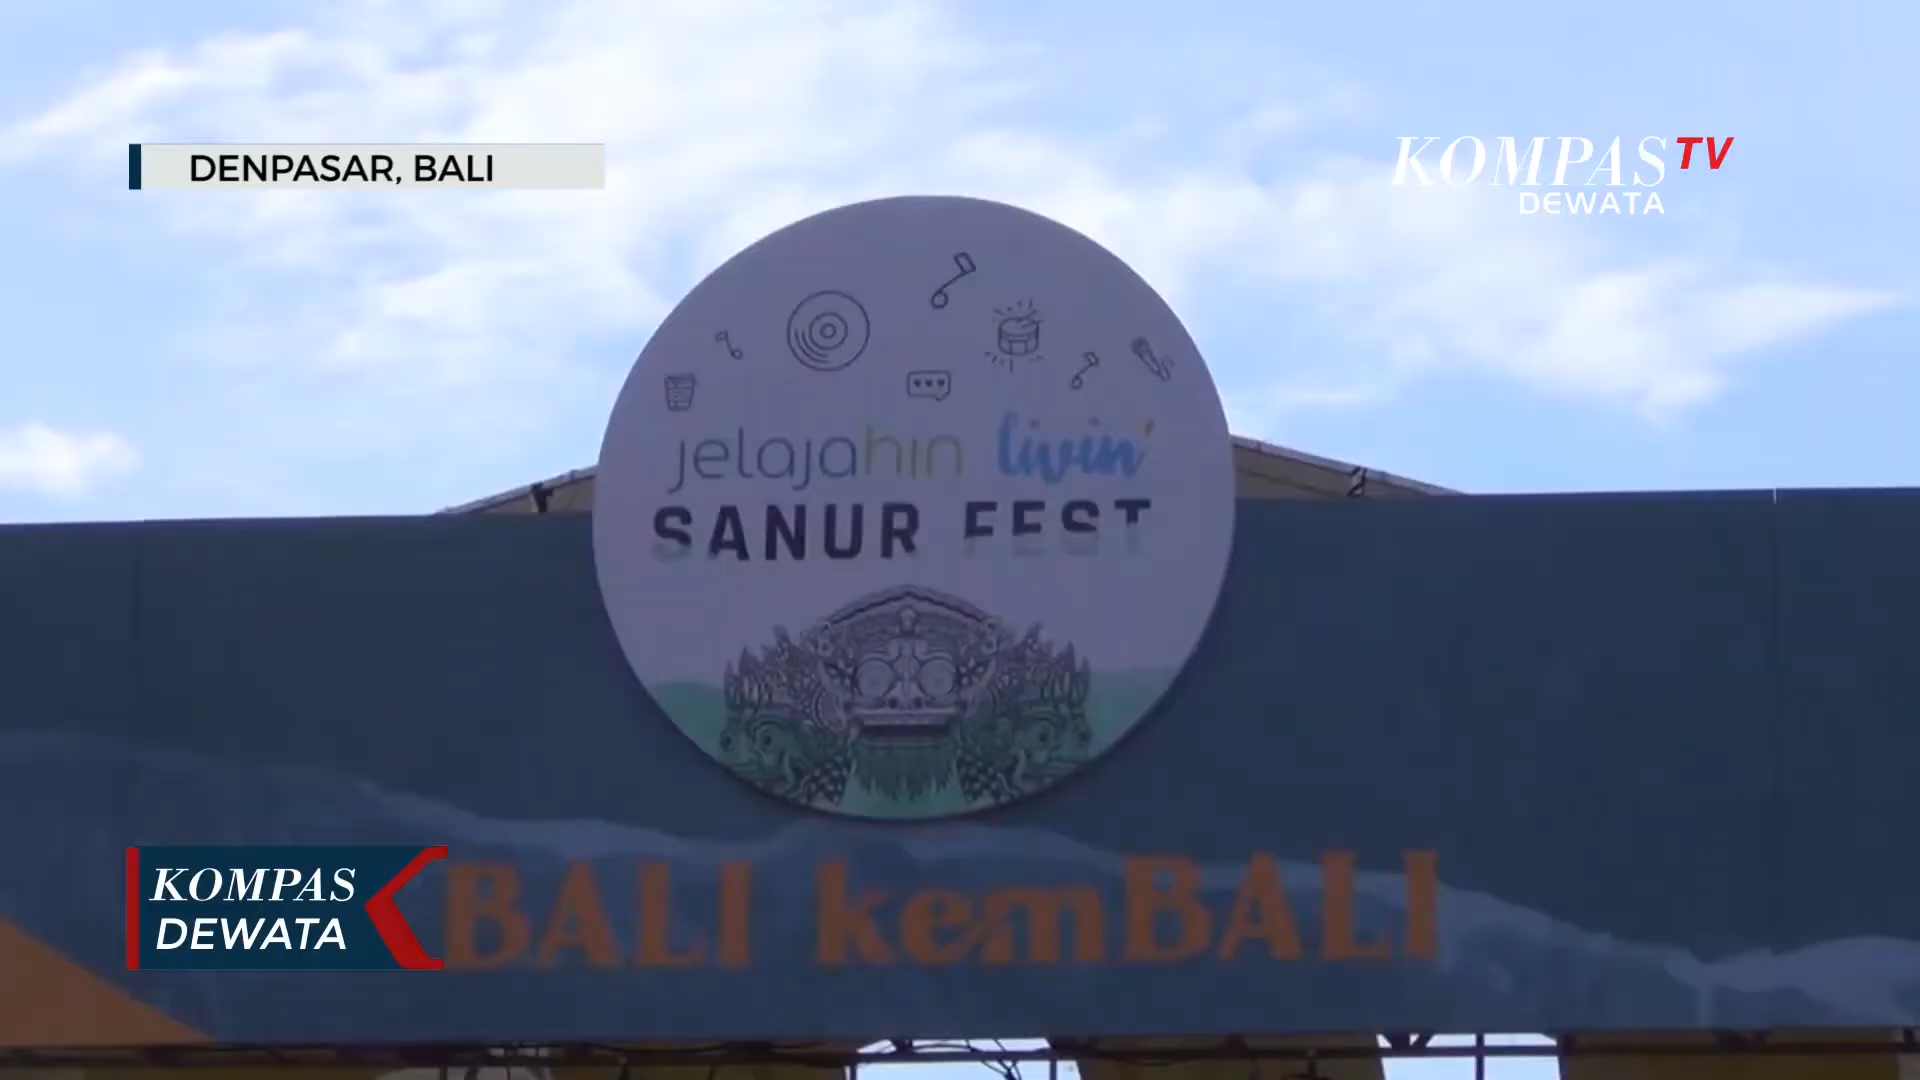 DENPASAR, BALI
KOMPAS TV
DEWATA
jelajahin livin'
SANUR FEST
BALI kemBALI
KOMPAS
DEWATA